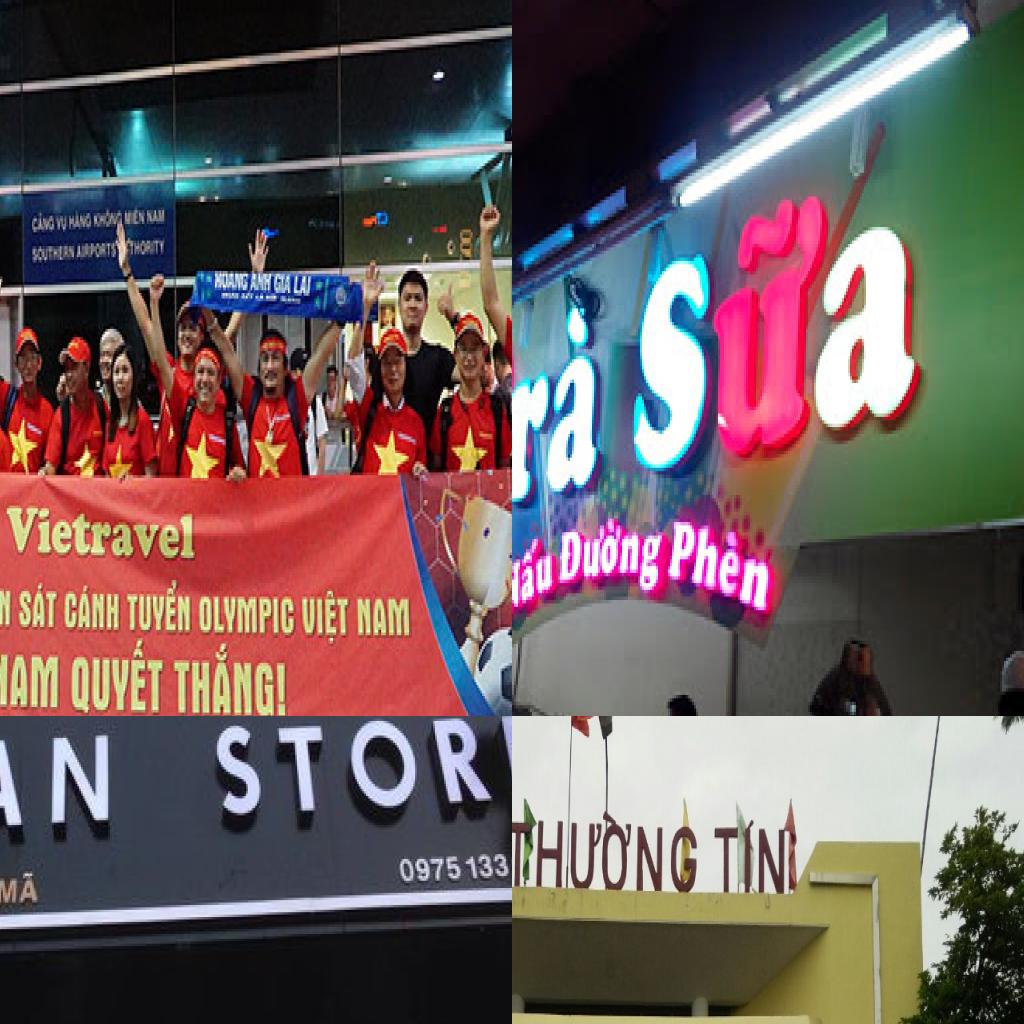 CẢNG VỤ HÀNG KHÔNG MIỀN NAM
SOUTHERN AIRPORTS AUTHORITY
HOANG ANH GIA LAI
Vietravel
N SÁT CÁNH TUYỂN OLYMPIC VIỆT NAM
NAM QUYẾT THẮNG!
rà Sữa
Nấu Đường Phèn
AN STOR
0975 133
MÃ
THƯỜNG TÍN